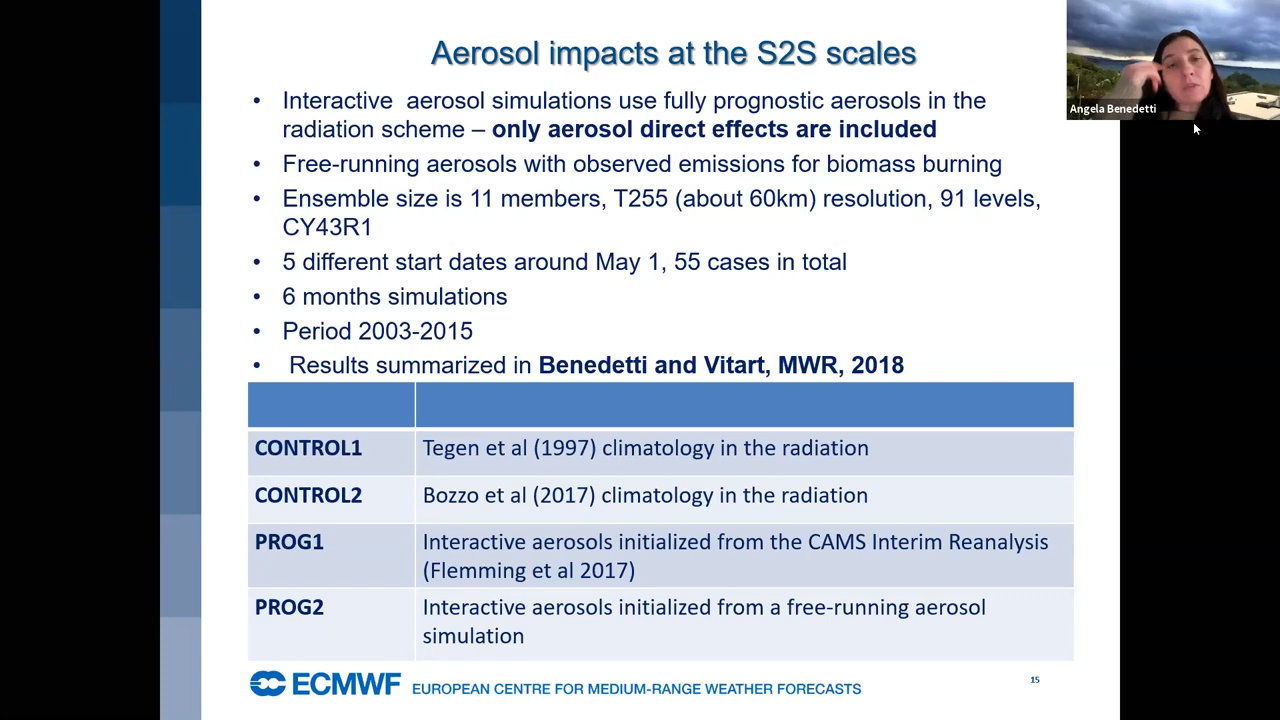 Aerosol impacts at the S2S scales
• Interactive aerosol simulations use fully prognostic aerosols in the
radiation scheme – only aerosol direct effects are included
• Free-running aerosols with observed emissions for biomass burning
• Ensemble size is 11 members, T255 (about 60km) resolution, 91 levels,
CY43R1
• 5 different start dates around May 1, 55 cases in total
• 6 months simulations
• Period 2003-2015
• Results summarized in Benedetti and Vitart, MWR, 2018
CONTROL1 Tegen et al (1997) climatology in the radiation
CONTROL2 Bozzo et al (2017) climatology in the radiation
PROG1 Interactive aerosols initialized from the CAMS Interim Reanalysis
(Flemming et al 2017)
PROG2 Interactive aerosols initialized from a free-running aerosol
simulation
ECMWF EUROPEAN CENTRE FOR MEDIUM-RANGE WEATHER FORECASTS
15
Angela Benedetti